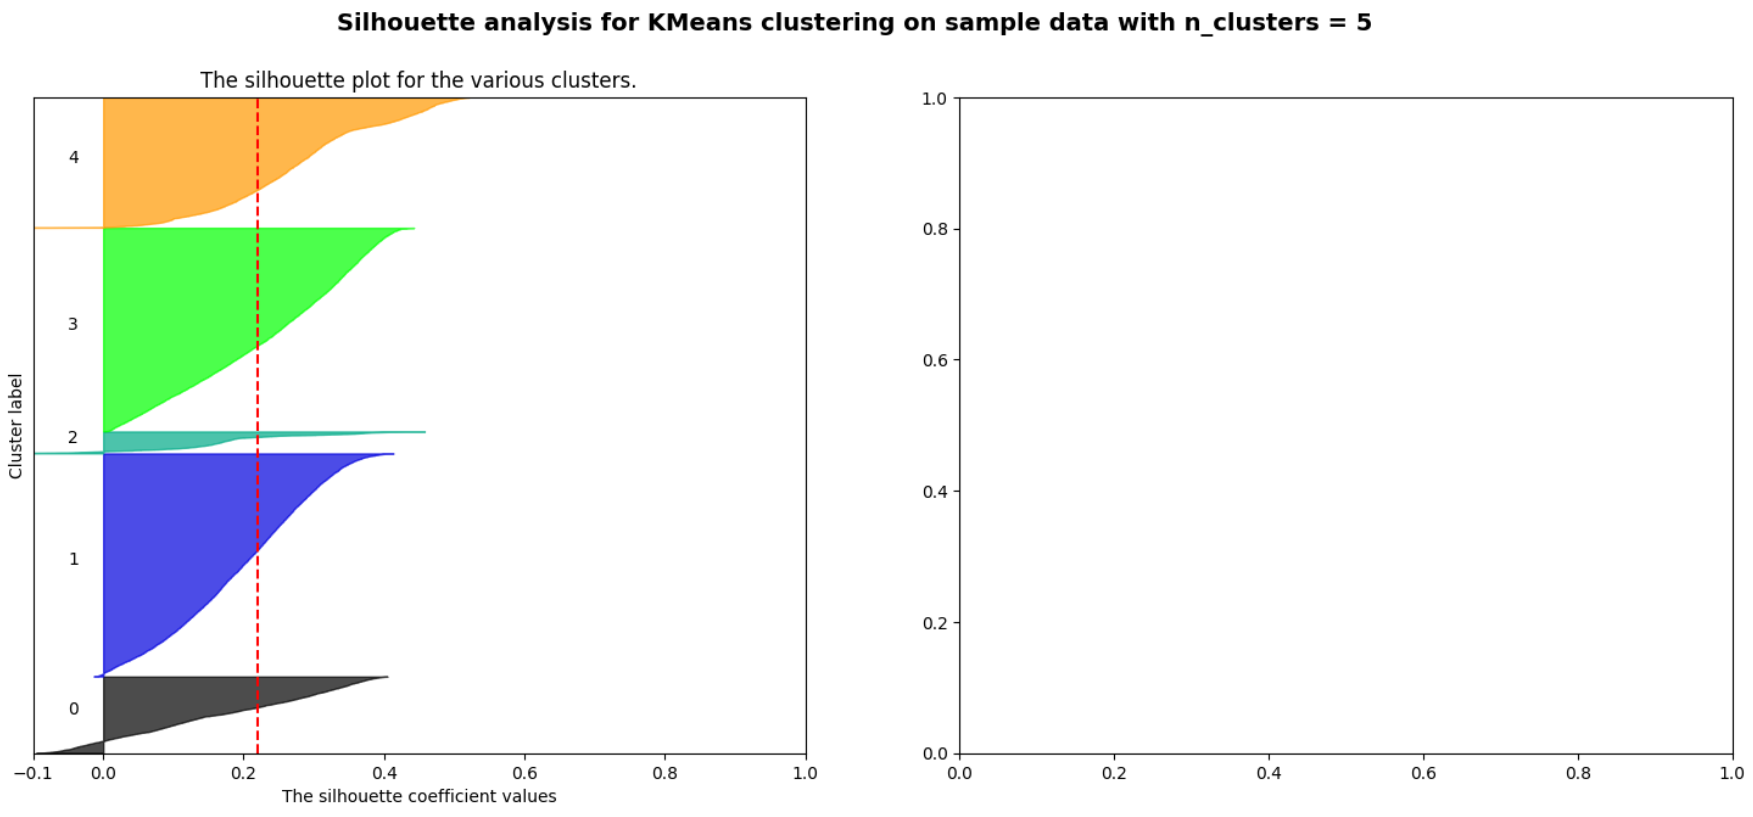 Silhouette analysis for KMeans clustering on sample data with n_clusters = 5
The silhouette plot for the various clusters.
Cluster label
4
3
2
1
0
−0.1 0.0 0.2 0.4 0.6 0.8 1.0
The silhouette coefficient values
1.0
0.8
0.6
0.4
0.2
0.0
0.0 0.2 0.4 0.6 0.8 1.0